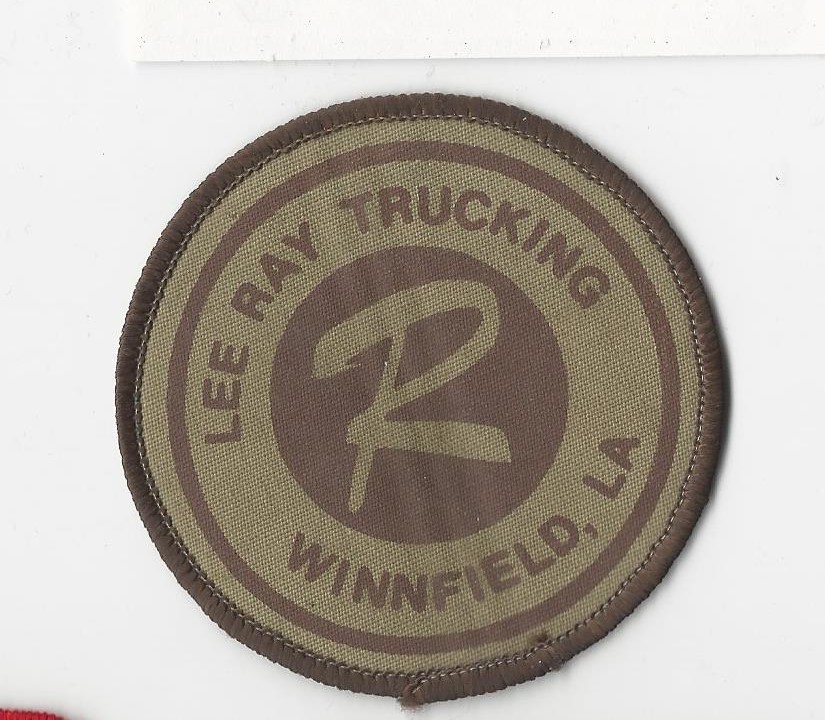 LEE RAY TRUCKING
R
WINNFIELD, LA